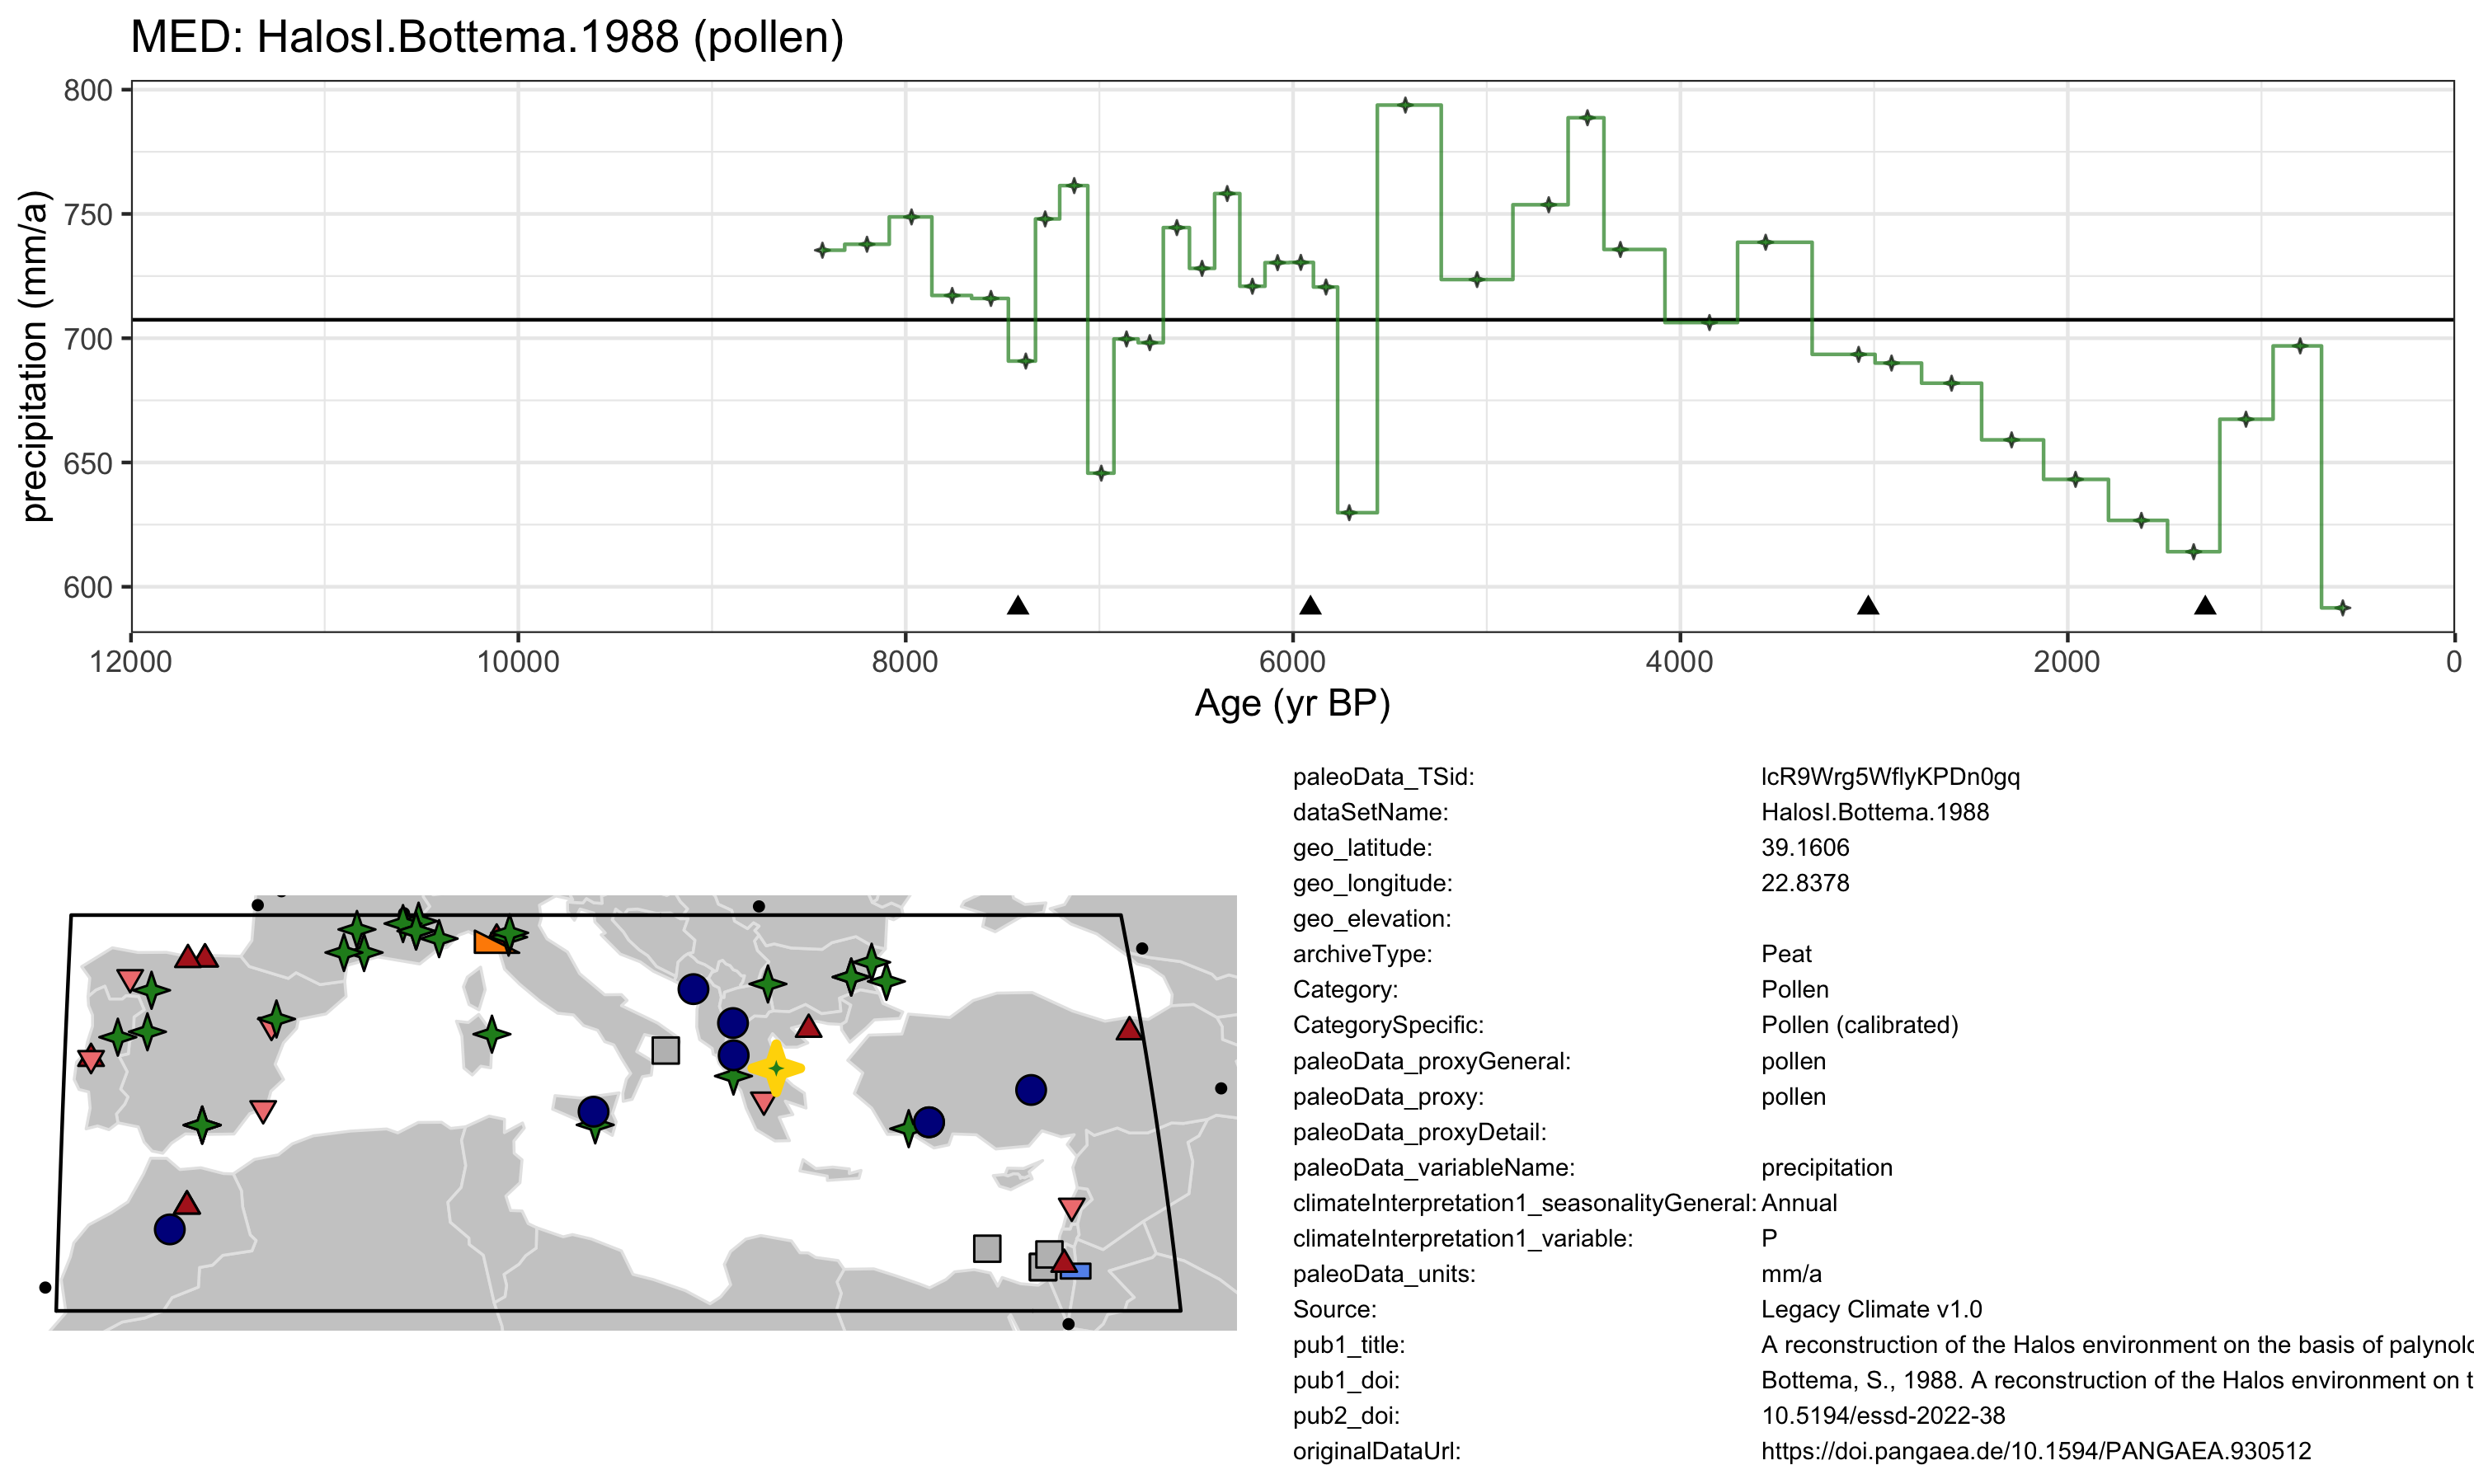 MED: HalosI.Bottema.1988 (pollen)
800
750
700
650
600
precipitation (mm/a)
12000 10000 8000 6000 4000 2000 0
Age (yr BP)
paleoData_TSid: lcR9Wrg5WflyKPDn0gq
dataSetName: HalosI.Bottema.1988
geo_latitude: 39.1606
geo_longitude: 22.8378
geo_elevation:
archiveType: Peat
Category: Pollen
CategorySpecific: Pollen (calibrated)
paleoData_proxyGeneral: pollen
paleoData_proxy: pollen
paleoData_proxyDetail:
paleoData_variableName: precipitation
climateInterpretation1_seasonalityGeneral: Annual
climateInterpretation1_variable: P
paleoData_units: mm/a
Source: Legacy Climate v1.0
pub1_title: A reconstruction of the Halos environment on the basis of palynolo
pub1_doi: Bottema, S., 1988. A reconstruction of the Halos environment on t
pub2_doi: 10.5194/essd-2022-38
originalDataUrl: https://doi.pangaea.de/10.1594/PANGAEA.930512